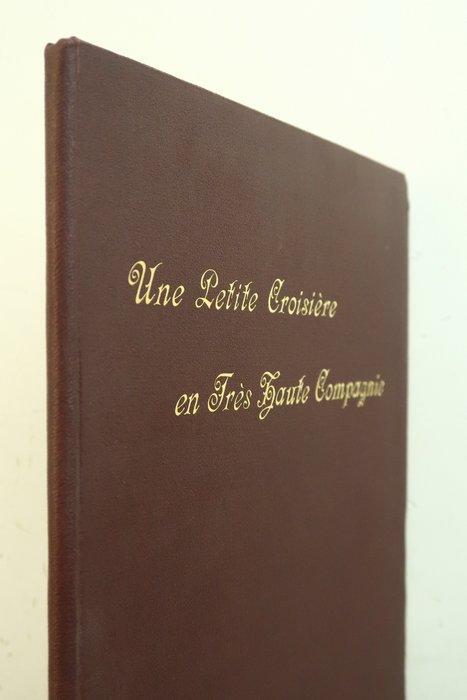 Une Petite Croisière
en Très Haute Compagnie